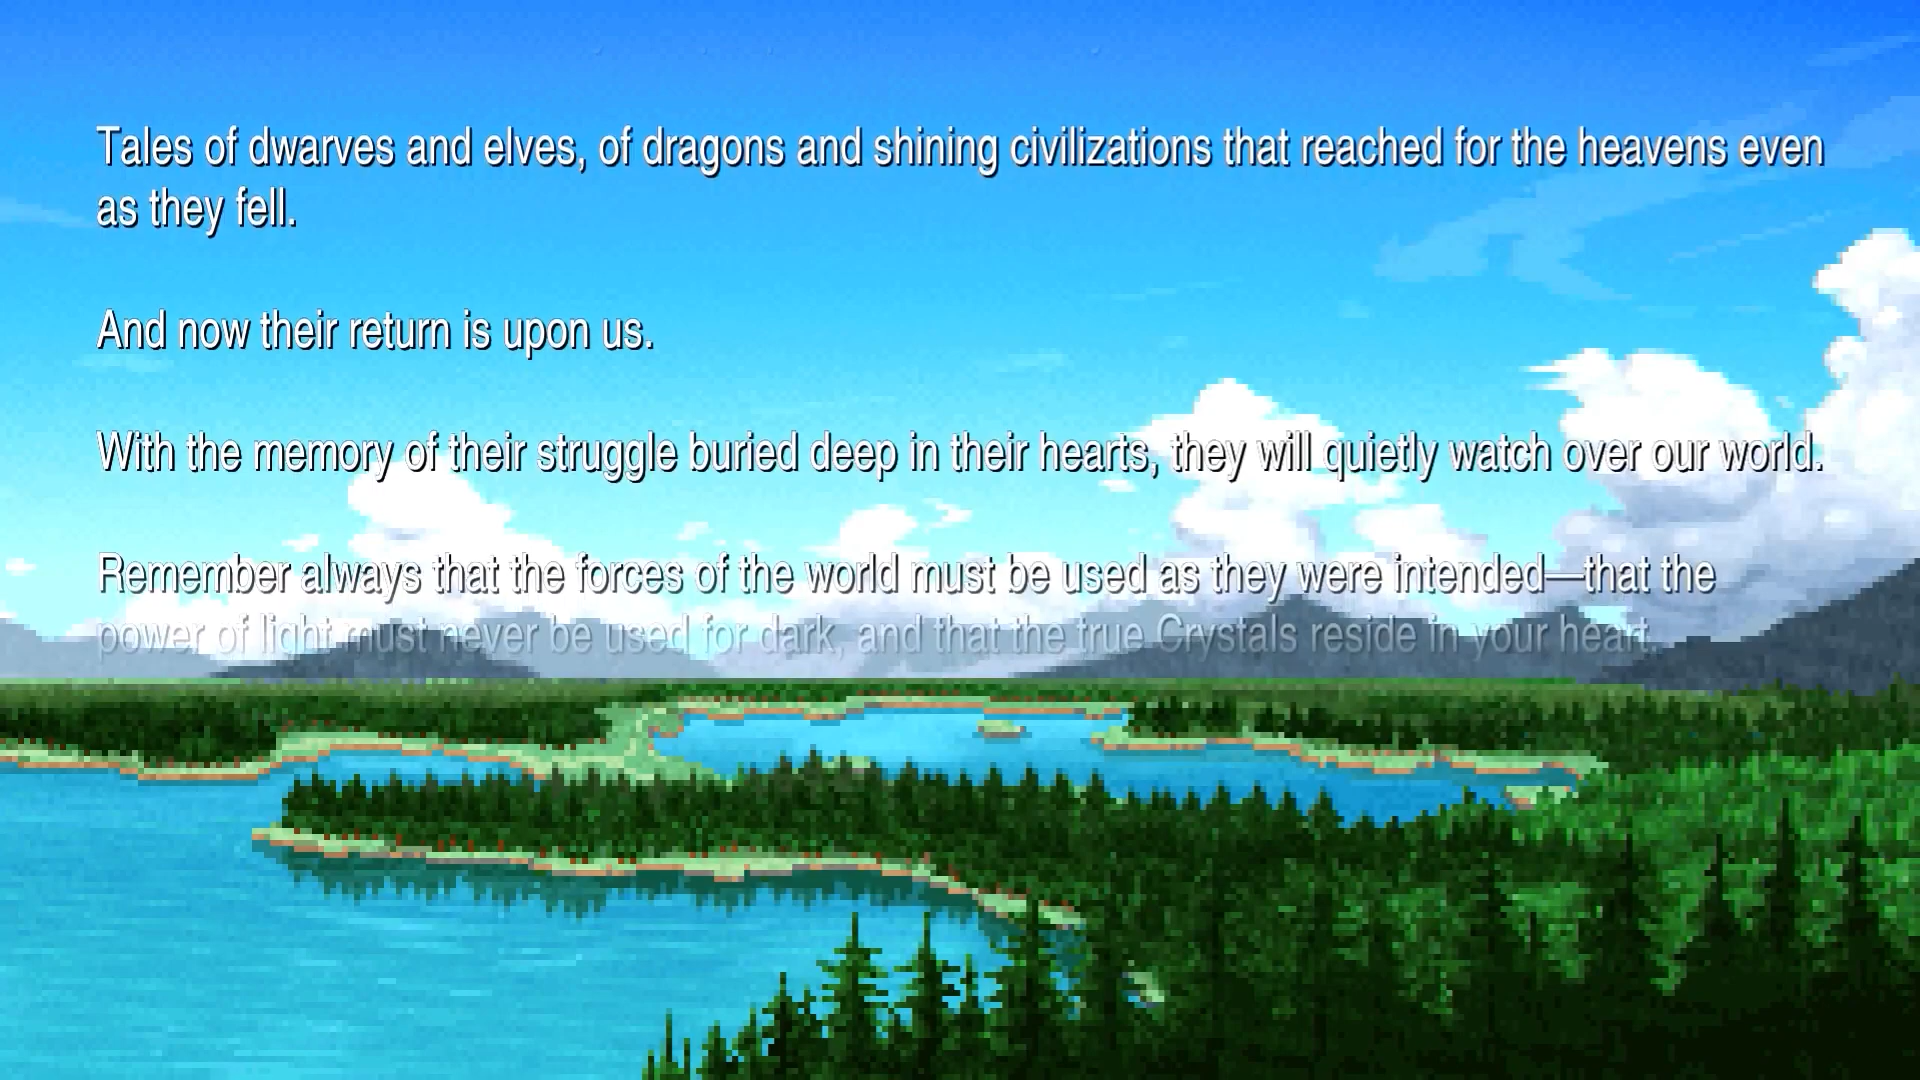 Tales of dwarves and elves, of dragons and shining civilizations that reached for the heavens even
as they fell.
And now their return is upon us.
With the memory of their struggle buried deep in their hearts, they will quietly watch over our world.
Remember always that the forces of the world must be used as they were intended—that the
power of light must never be used for dark, and that the true Crystals reside in your heart.